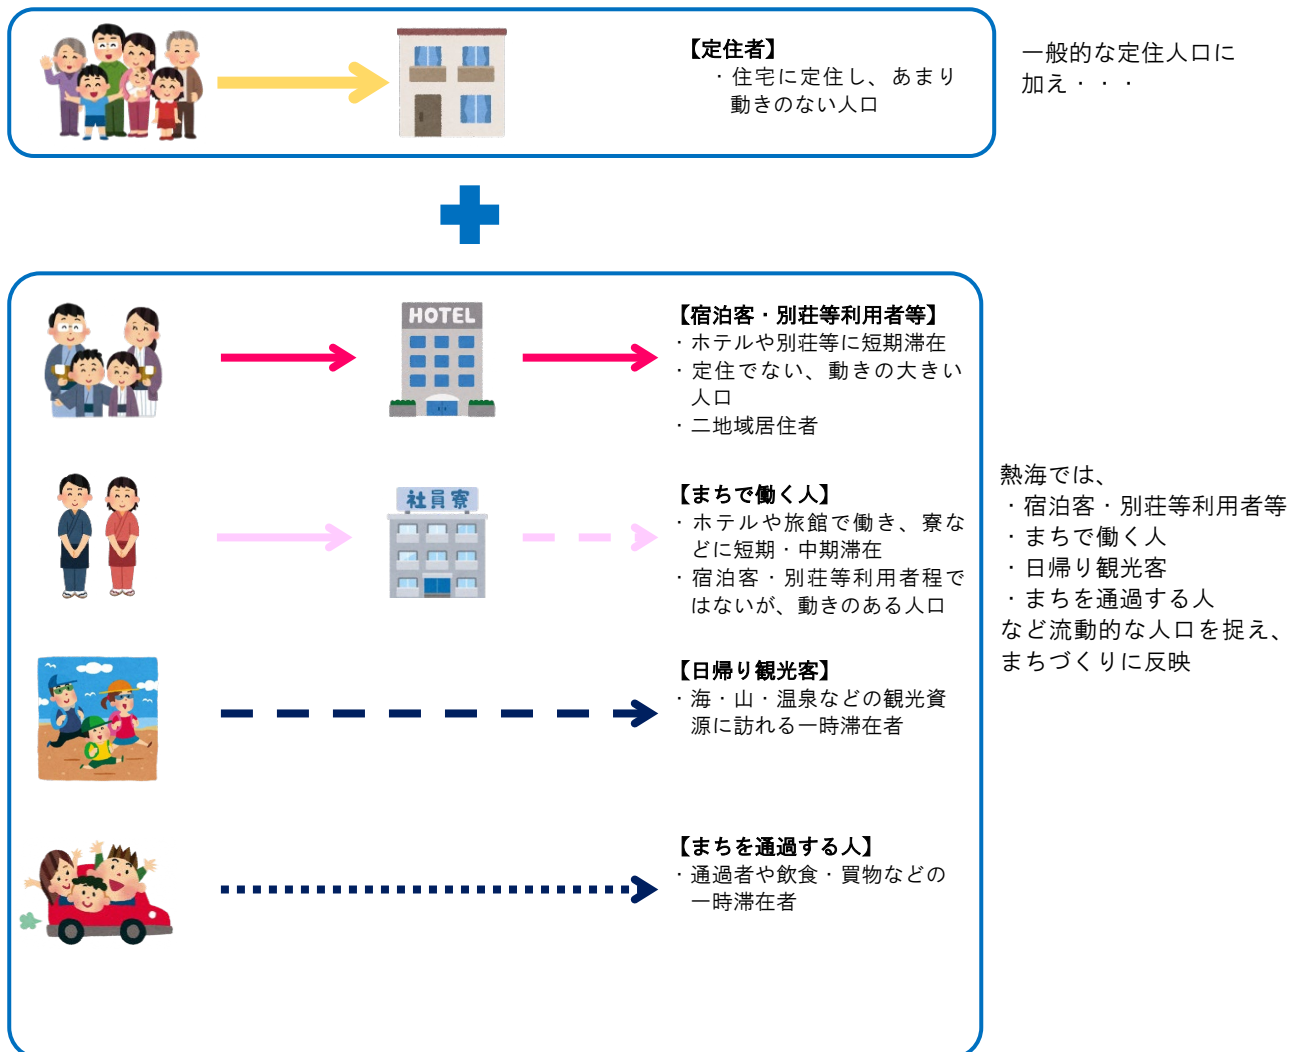 【定住者】
・住宅に定住し、あまり
動きのない人口
一般的な定住人口に
加え・・・
HOTEL
【宿泊客・別荘等利用者等】
・ホテルや別荘等に短期滞在
・定住でない、動きの大きい
人口
・二地域居住者
社員寮
【まちで働く人】
・ホテルや旅館で働き、寮な
どに短期・中期滞在
・宿泊客・別荘等利用者程で
はないが、動きのある人口
【日帰り観光客】
・海・山・温泉などの観光資
源に訪れる一時滞在者
【まちを通過する人】
・通過者や飲食・買物などの
一時滞在者
熱海では、
・宿泊客・別荘等利用者等
・まちで働く人
・日帰り観光客
・まちを通過する人
など流動的な人口を捉え、
まちづくりに反映